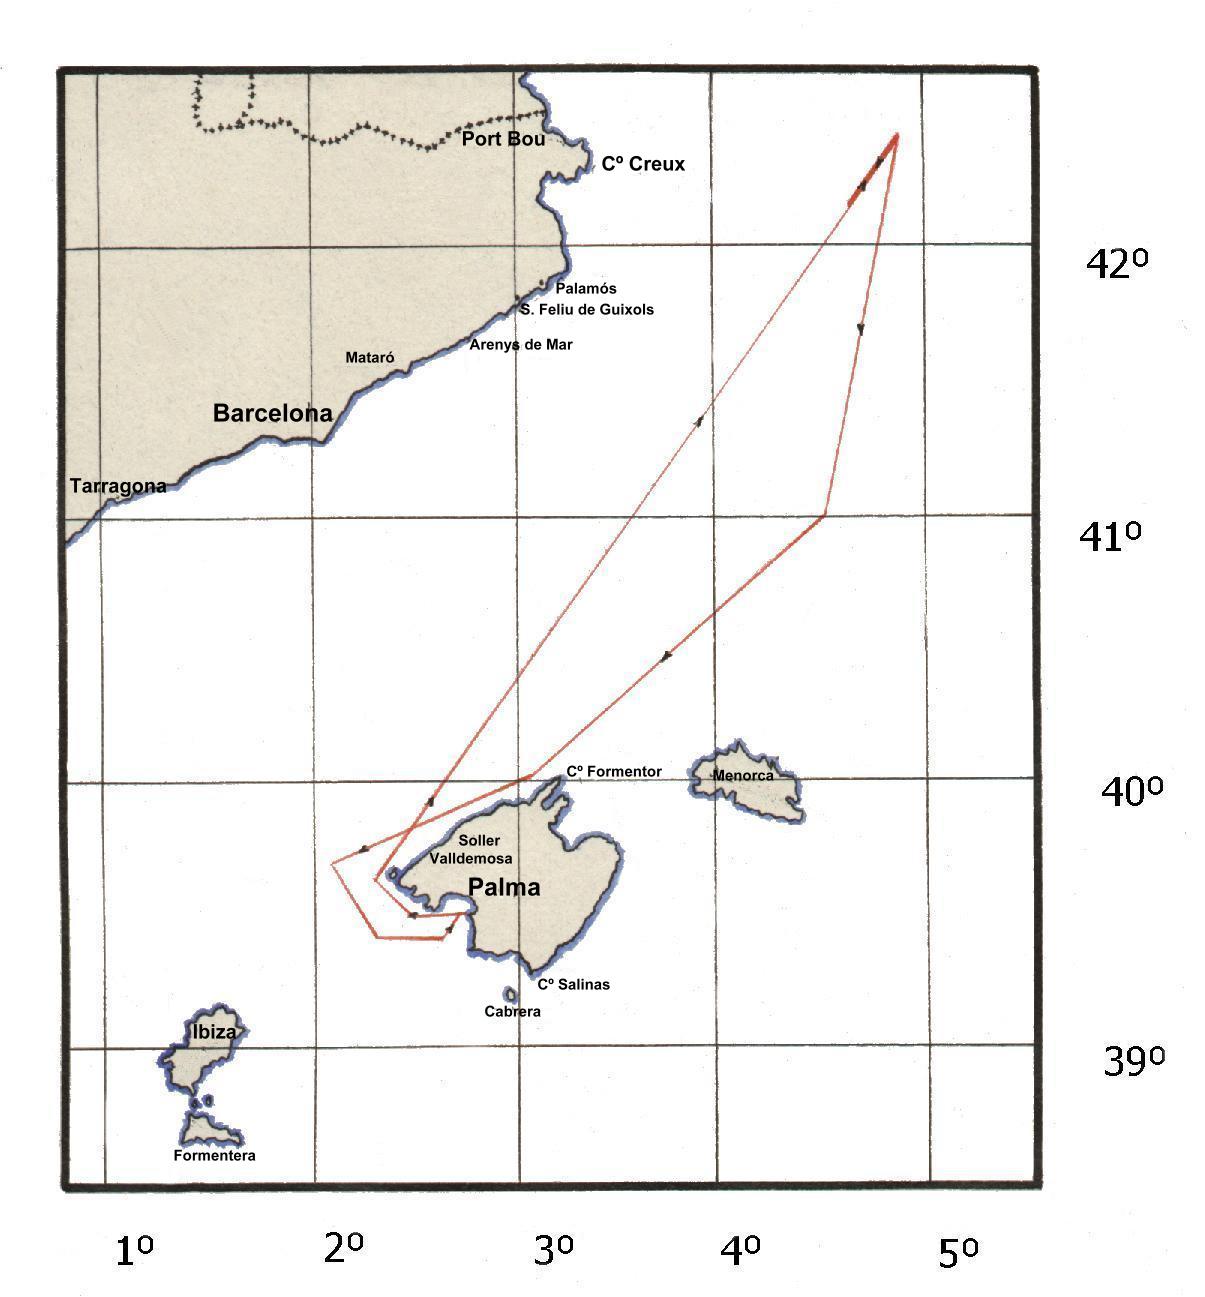 Port Bou
Cº Creux
42º
Palamós
S. Feliu de Guixols
Arenys de Mar
Mataró
Barcelona
Tarragona
41º
Cº Formentor
Menorca
40º
Soller
Valldemosa
Palma
Cº Salinas
Cabrera
Ibiza
39º
Formentera
1º 2º 3º 4º 5º